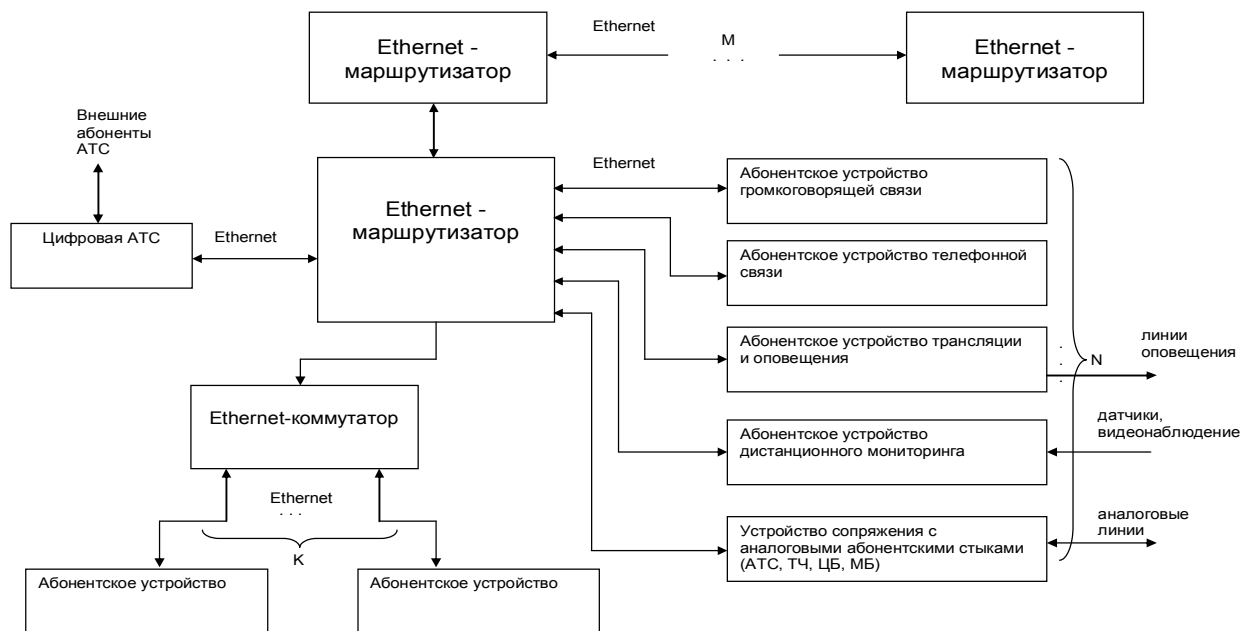 Ethernet -
маршрутизатор
Ethernet
М
. . .
Ethernet -
маршрутизатор
Внешние
абоненты
АТС
Цифровая АТС
Ethernet
Ethernet -
маршрутизатор
Ethernet
Абонентское устройство
громкоговорящей связи
Абонентское устройство телефонной
связи
Абонентское устройство трансляции
и оповещения
. . .
N
линии
оповещения
Абонентское устройство
дистанционного мониторинга
датчики,
видеонаблюдение
Устройство сопряжения с
аналоговыми абонентскими стыками
(АТС, ТЧ, ЦБ, МБ)
аналоговые
линии
Ethernet-коммутатор
Ethernet
. . .
К
Абонентское устройство
Абонентское устройство